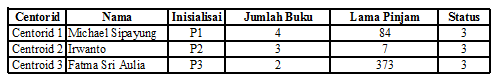 Centorid Nama Inisialisai Jumlah Buku Lama Pinjam Status
Centorid 1 Michael Sipayung P1 4 84 3
Centroid 2 Irwanto P2 3 7 3
Centroid 3 Fatma Sri Aulia P3 2 373 3